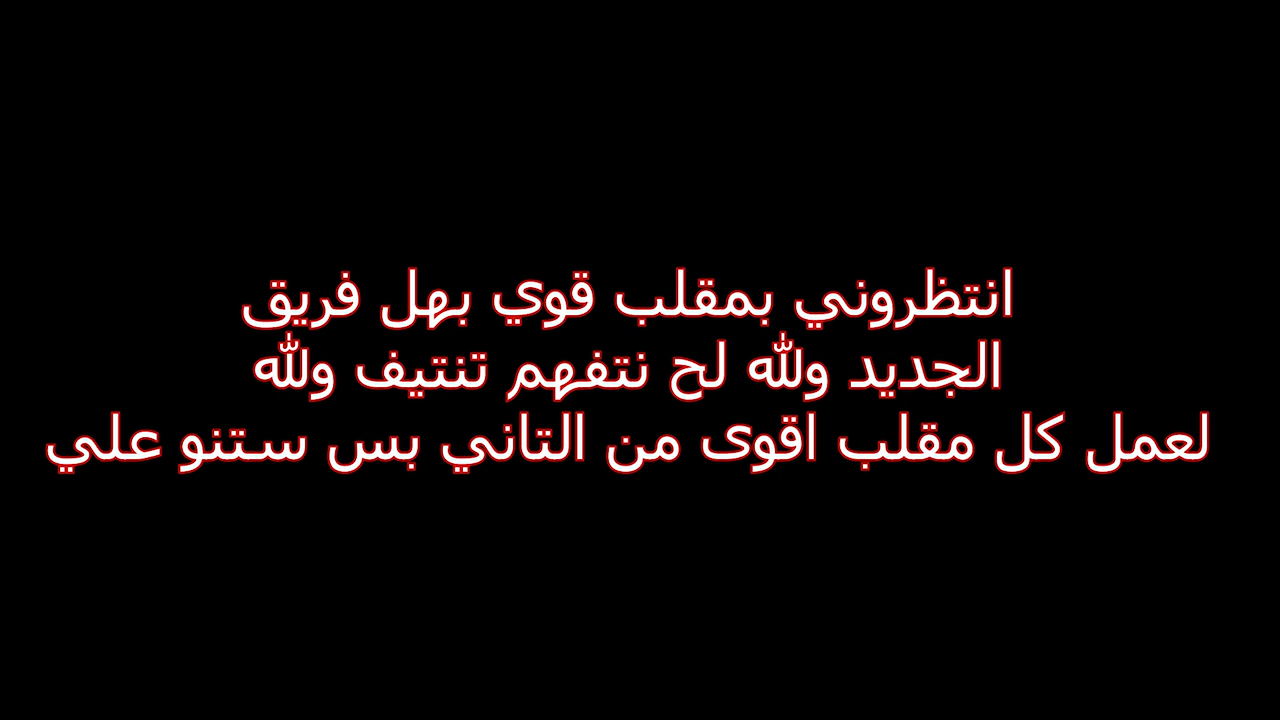 انتظروني بمقلب قوي بهل فريق
الجديد ولله لح نتفهم تنتيف ولله
لعمل كل مقلب اقوى من التاني بس ستنو علي